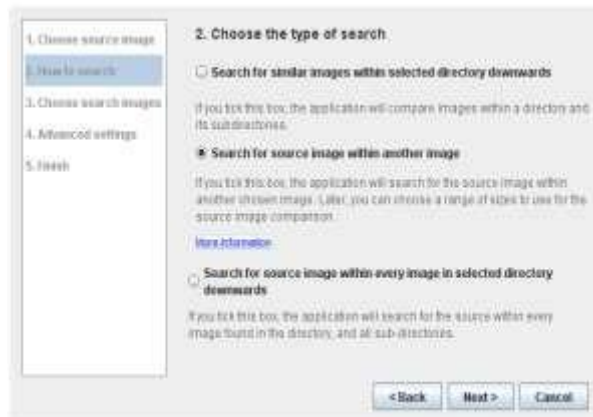 1. Choose source image
2. How to search
3. Choose search images
4. Advanced settings
5. Finish
2. Choose the type of search
Search for similar images within selected directory downwards
If you tick this box, the application will compare images within a directory and
its subdirectories.
Search for source image within another image
If you tick this box, the application will search for the source image within
another chosen image. Later, you can choose a range of sizes to use for the
source image comparison.
More information
Search for source image within every image in selected directory
downwards
If you tick this box, the application will search for the source within every
image found in the directory, and all sub-directories.
< Back
Next >
Cancel